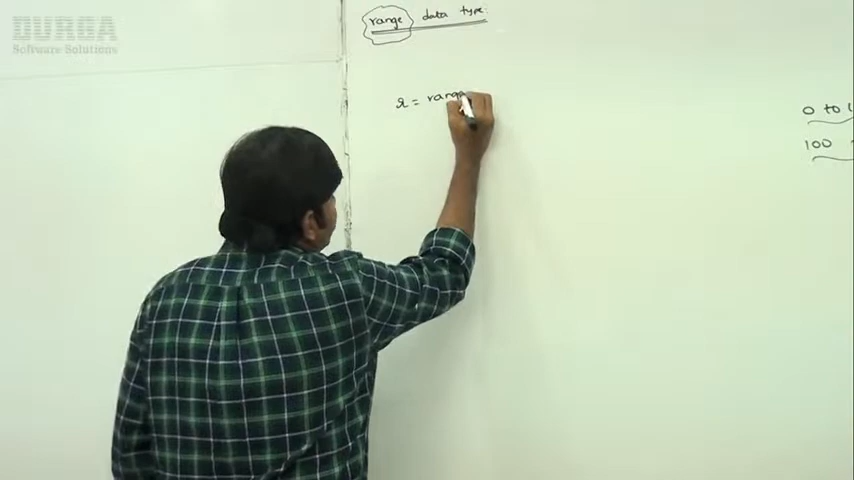 DURGA
Software Solutions
range data type:
r = range
0 to
100